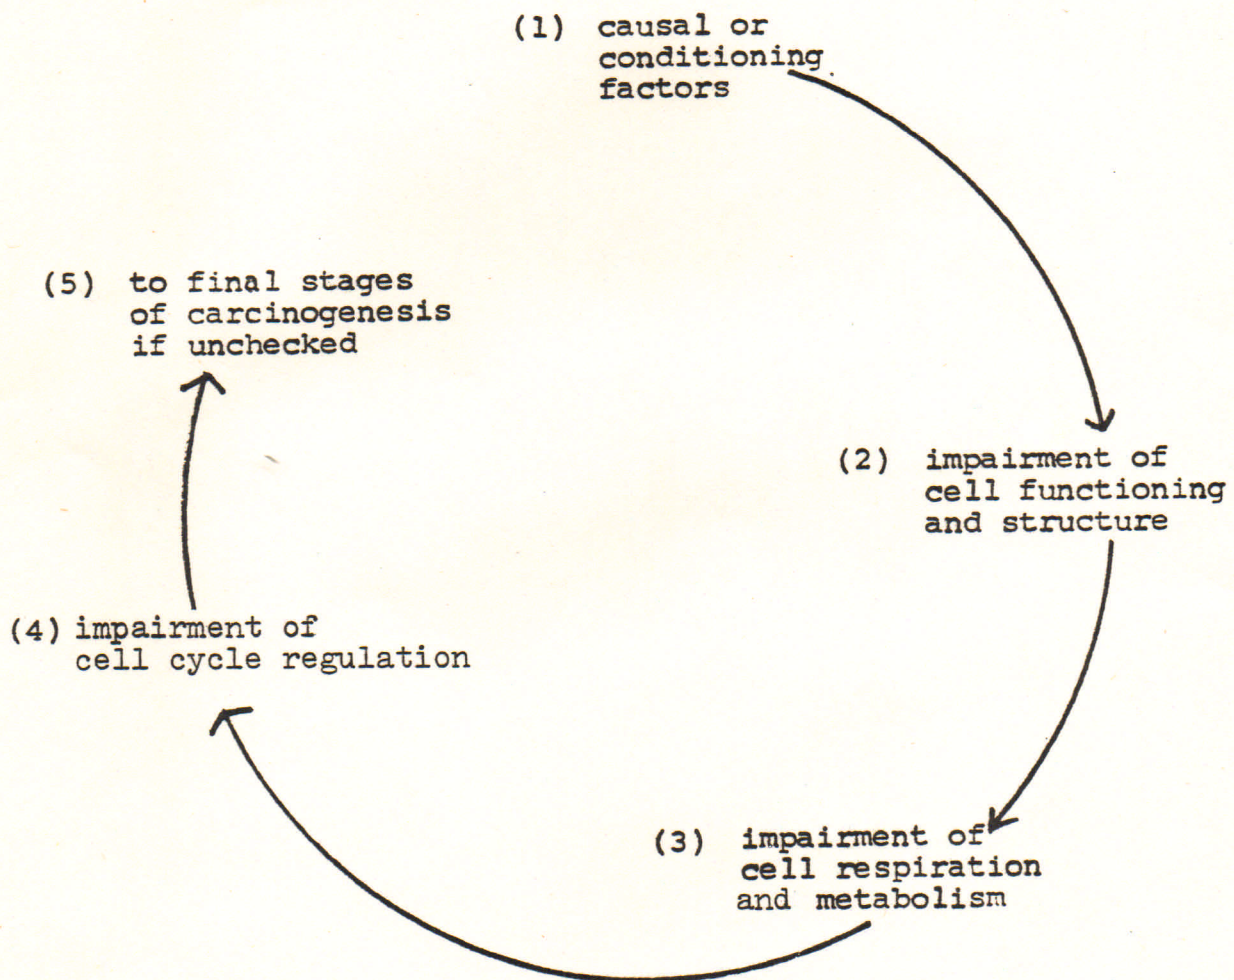 (1) causal or
conditioning
factors
(2) impairment of
cell functioning
and structure
(3) impairment of
cell respiration
and metabolism
(4) impairment of
cell cycle regulation
(5) to final stages
of carcinogenesis
if unchecked